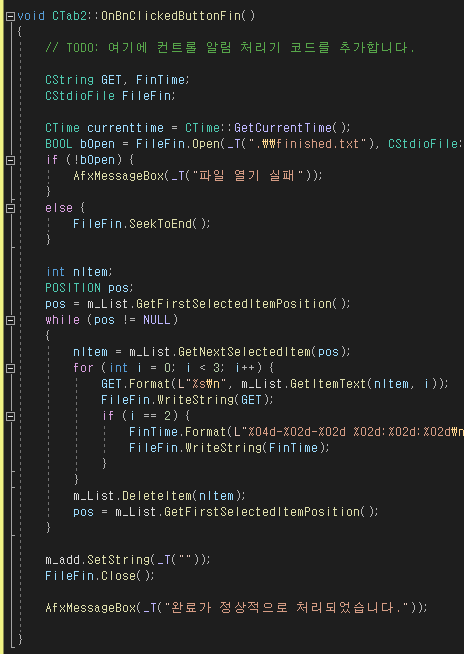 void CTab2::OnBnClickedButtonFin()
{
    // TODO: 여기에 컨트롤 알림 처리기 코드를 추가합니다.

    CString GET, FinTime;
    CStdioFile FileFin;

    CTime currenttime = CTime::GetCurrentTime();
    BOOL bOpen = FileFin.Open(_T(".₩₩finished.txt"), CStdioFile:
    if (!bOpen) {
        AfxMessageBox(_T("파일 열기 실패"));
    }
    else {
        FileFin.SeekToEnd();
    }

    int nItem;
    POSITION pos;
    pos = m_List.GetFirstSelectedItemPosition();
    while (pos != NULL)
    {
        nItem = m_List.GetNextSelectedItem(pos);
        for (int i = 0; i < 3; i++) {
            GET.Format(L"%s₩n", m_List.GetItemText(nItem, i));
            FileFin.WriteString(GET);
            if (i == 2) {
                FinTime.Format(L"%04d-%02d-%02d %02d:%02d:%02d₩n
                FileFin.WriteString(FinTime);
            }
        }
        m_List.DeleteItem(nItem);
        pos = m_List.GetFirstSelectedItemPosition();
    }

    m_add.SetString(_T(""));
    FileFin.Close();

    AfxMessageBox(_T("완료가 정상적으로 처리되었습니다."));

}